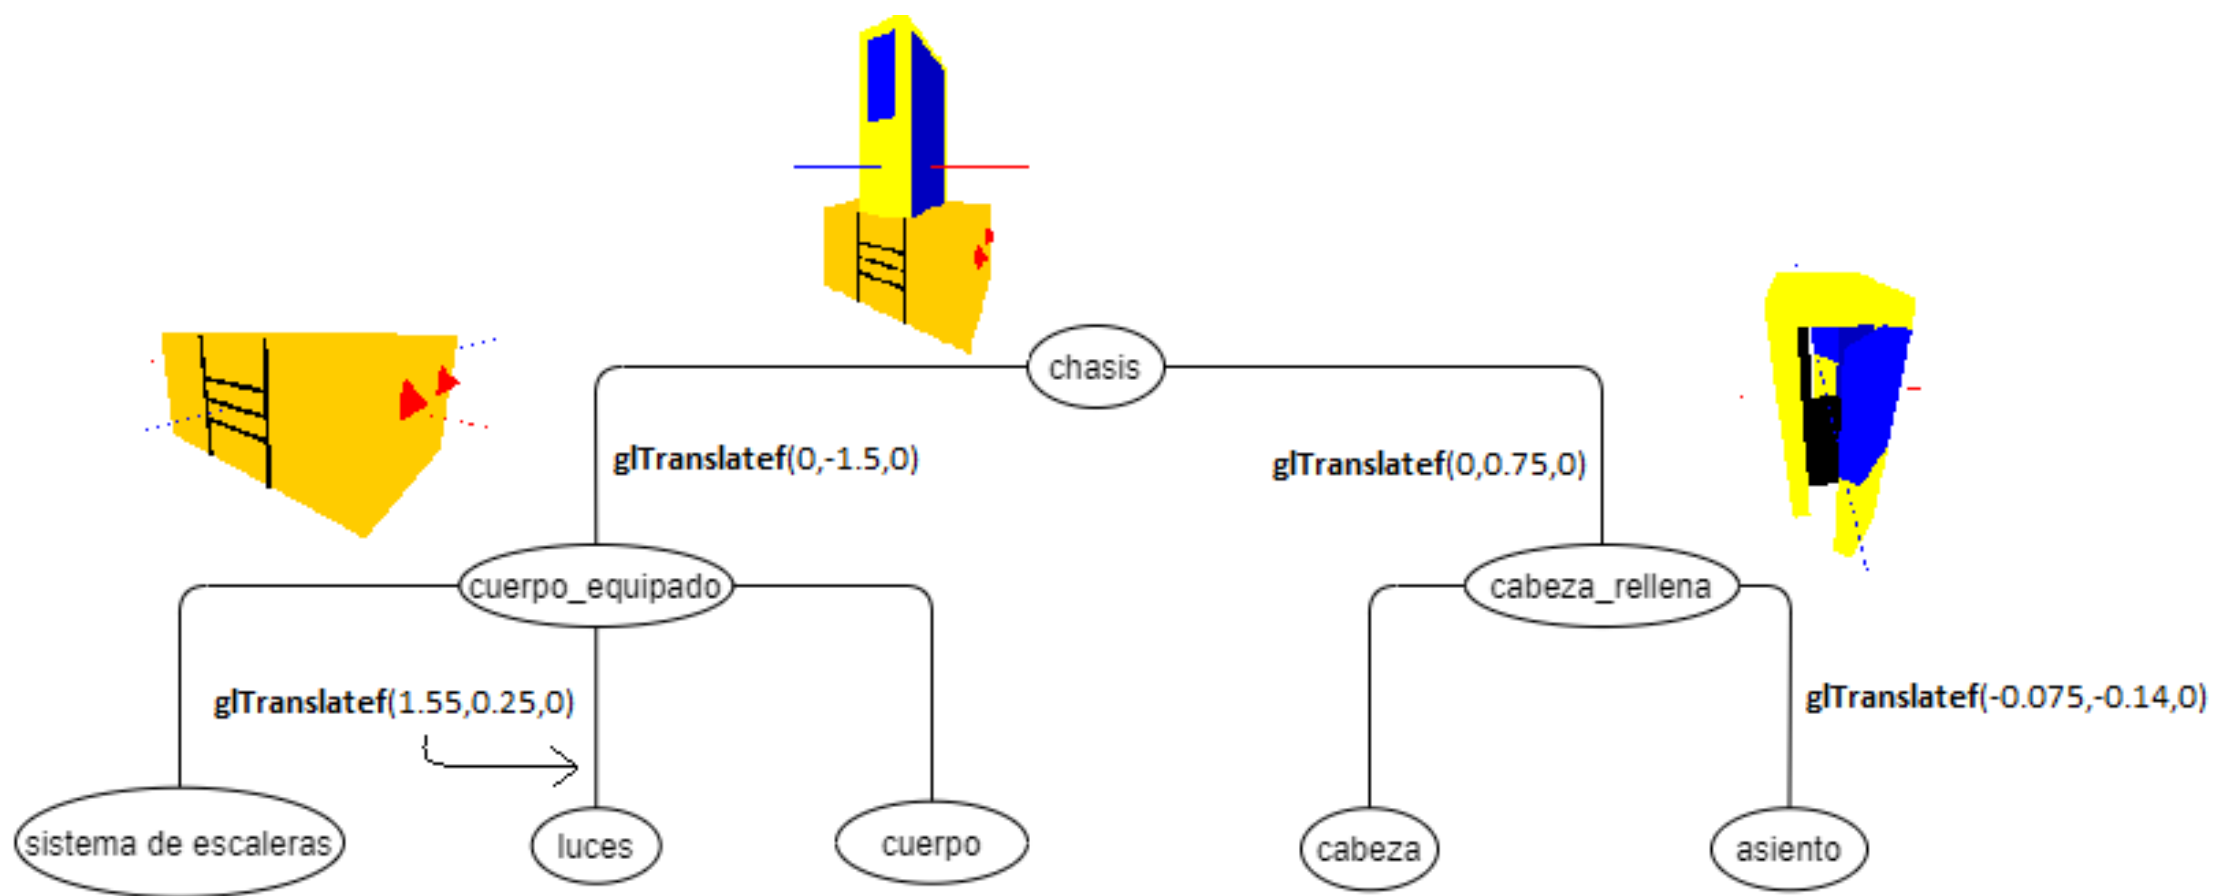 chasis
glTranslatef(0,-1.5,0)
glTranslatef(0,0.75,0)
cuerpo_equipado
cabeza_rellena
glTranslatef(1.55,0.25,0)
glTranslatef(-0.075,-0.14,0)
sistema de escaleras
luces
cuerpo
cabeza
asiento